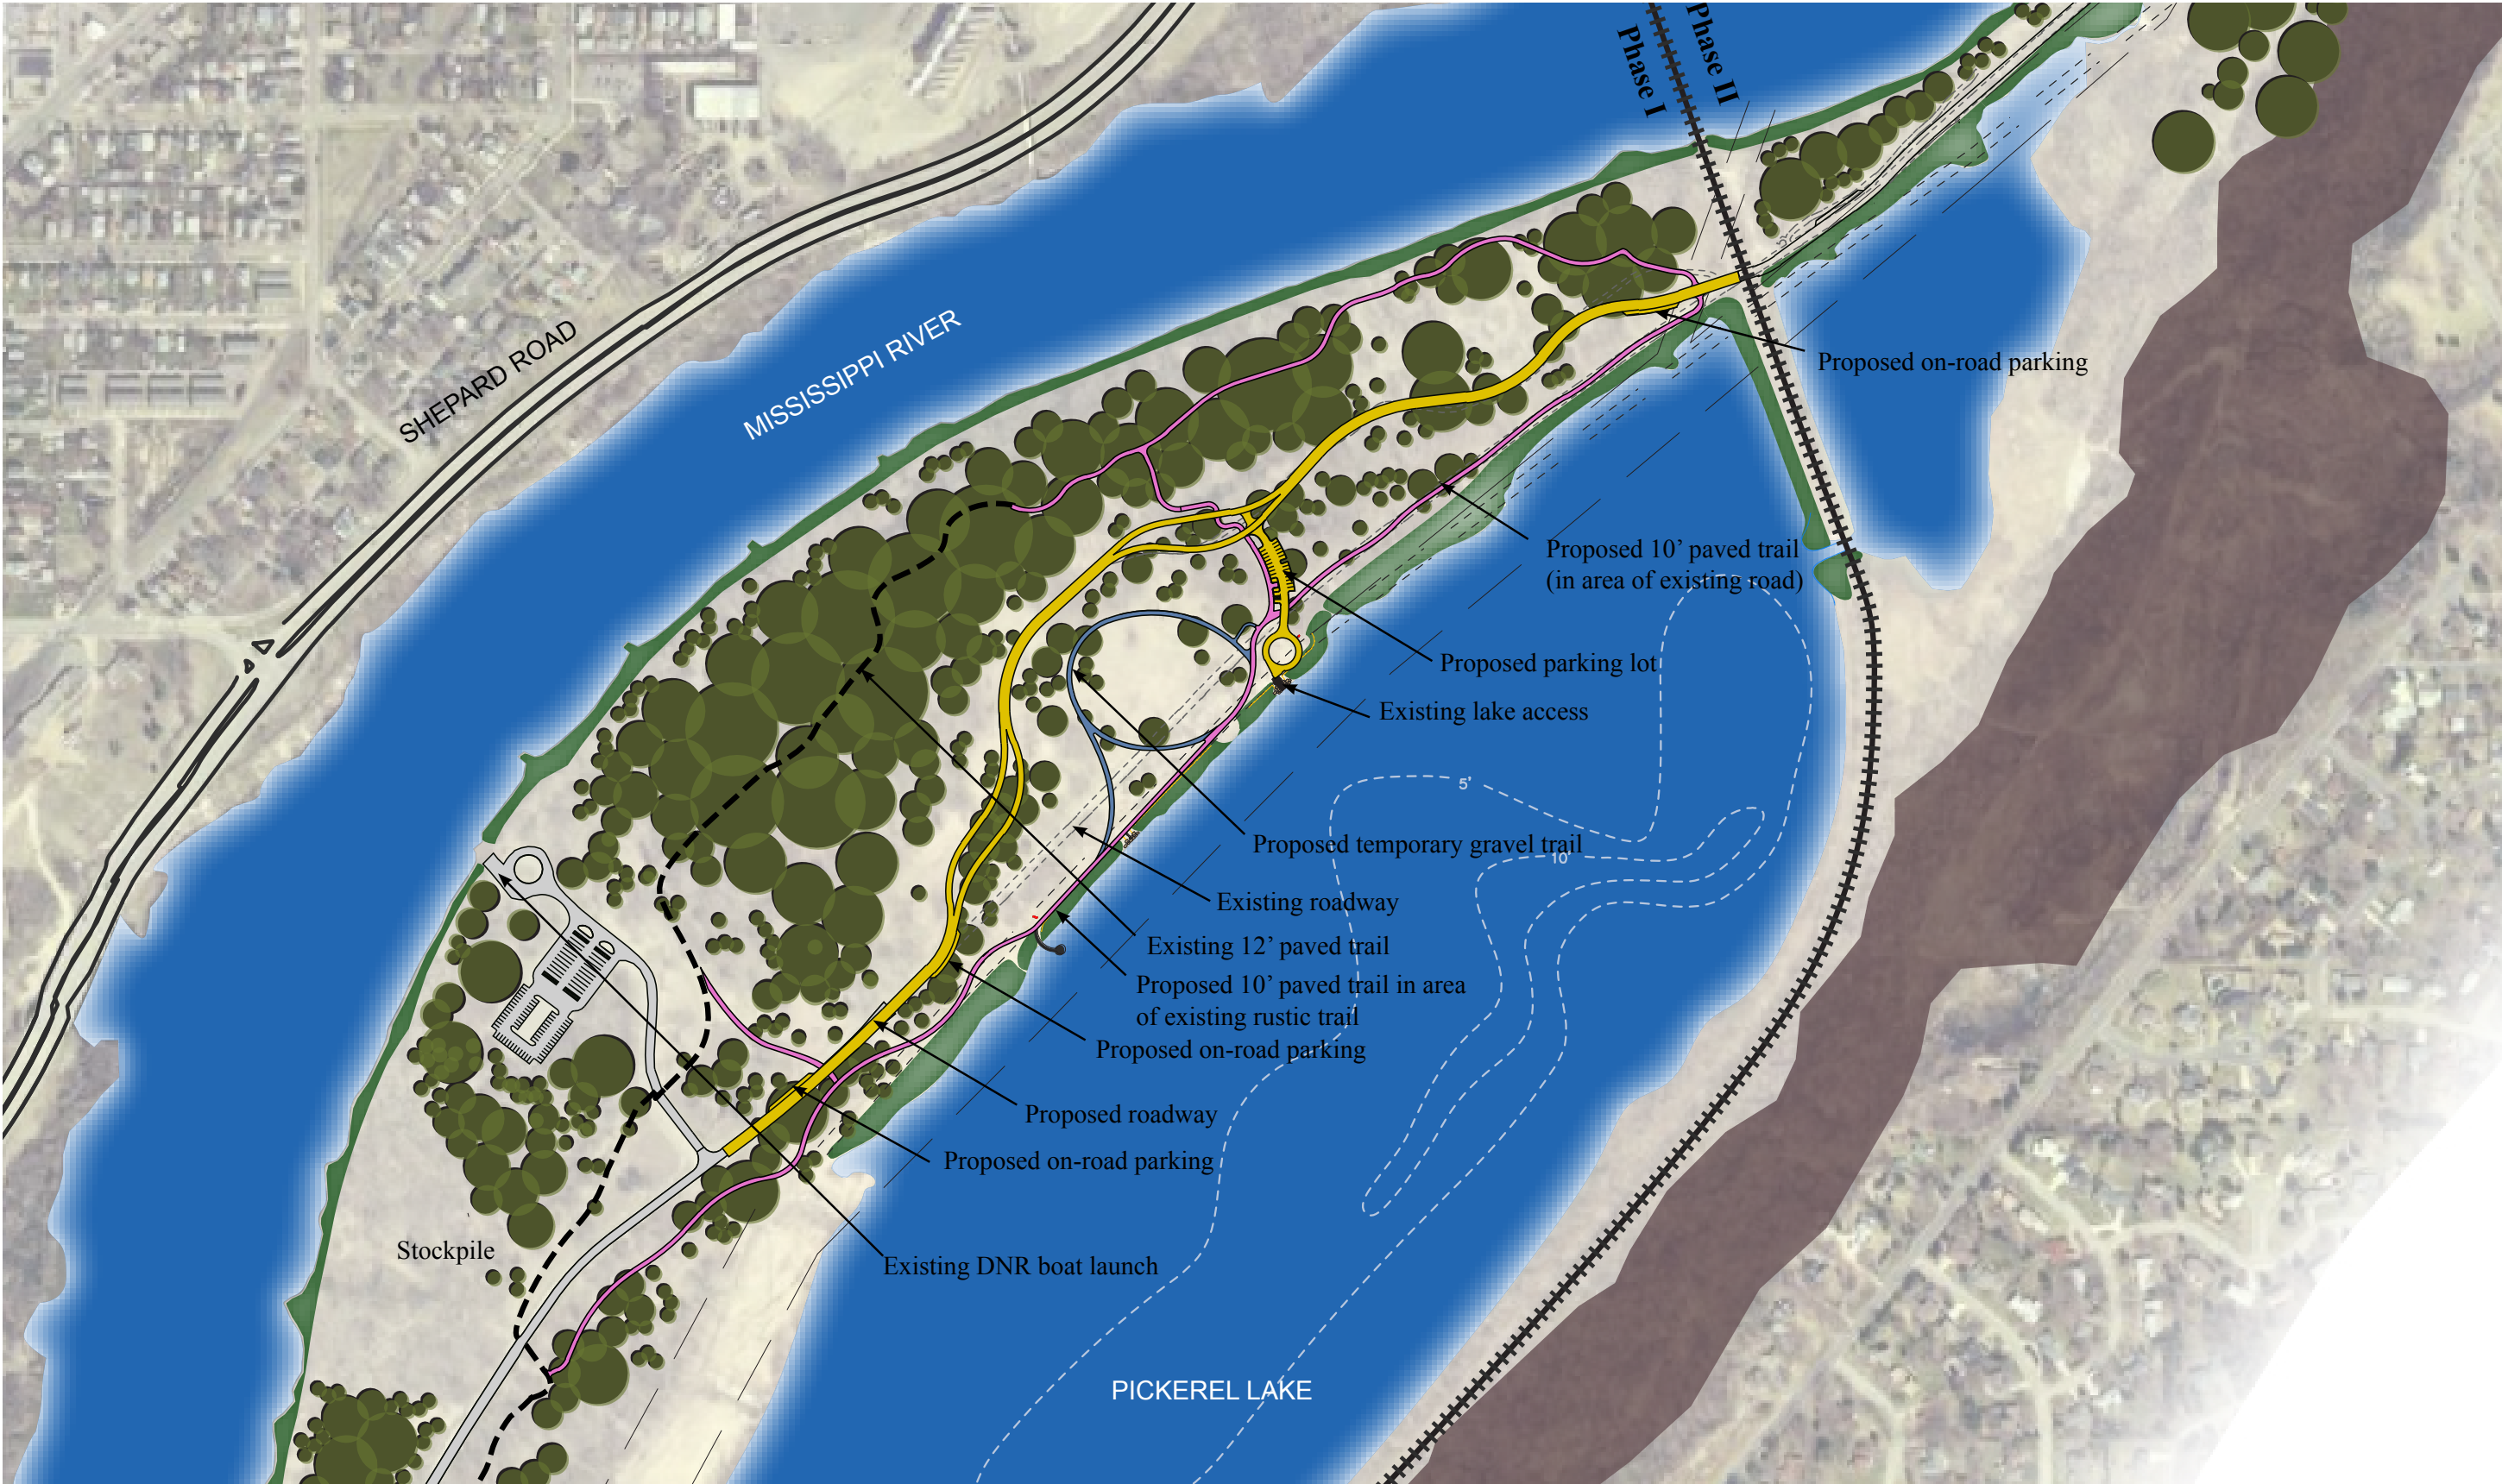 Phase I
Phase II
SHEPARD ROAD
MISSISSIPPI RIVER
Proposed on-road parking
Proposed 10’ paved trail
(in area of existing road)
Proposed parking lot
Existing lake access
5'
Proposed temporary gravel trail
10'
Existing roadway
Existing 12’ paved trail
Proposed 10’ paved trail in area
of existing rustic trail
Proposed on-road parking
Proposed roadway
Proposed on-road parking
Stockpile
Existing DNR boat launch
PICKEREL LAKE